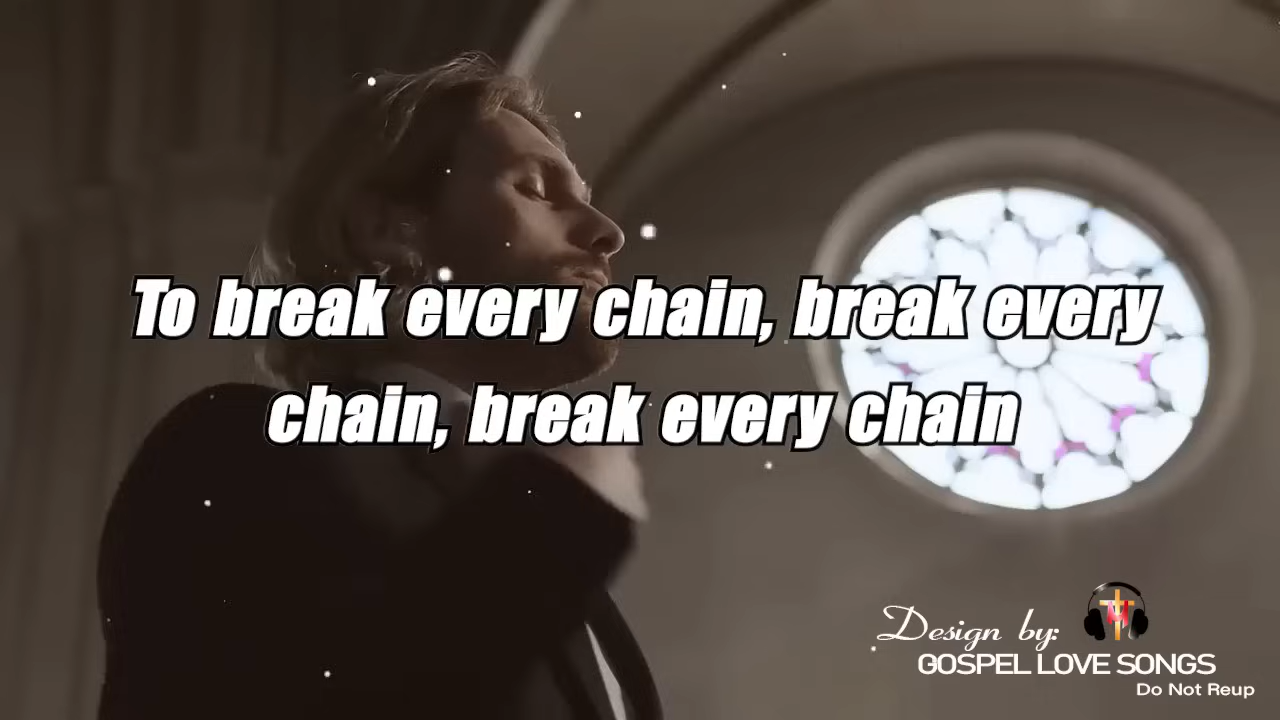 To break every chain, break every
chain, break every chain
Design by:
GOSPEL LOVE SONGS
Do Not Reup